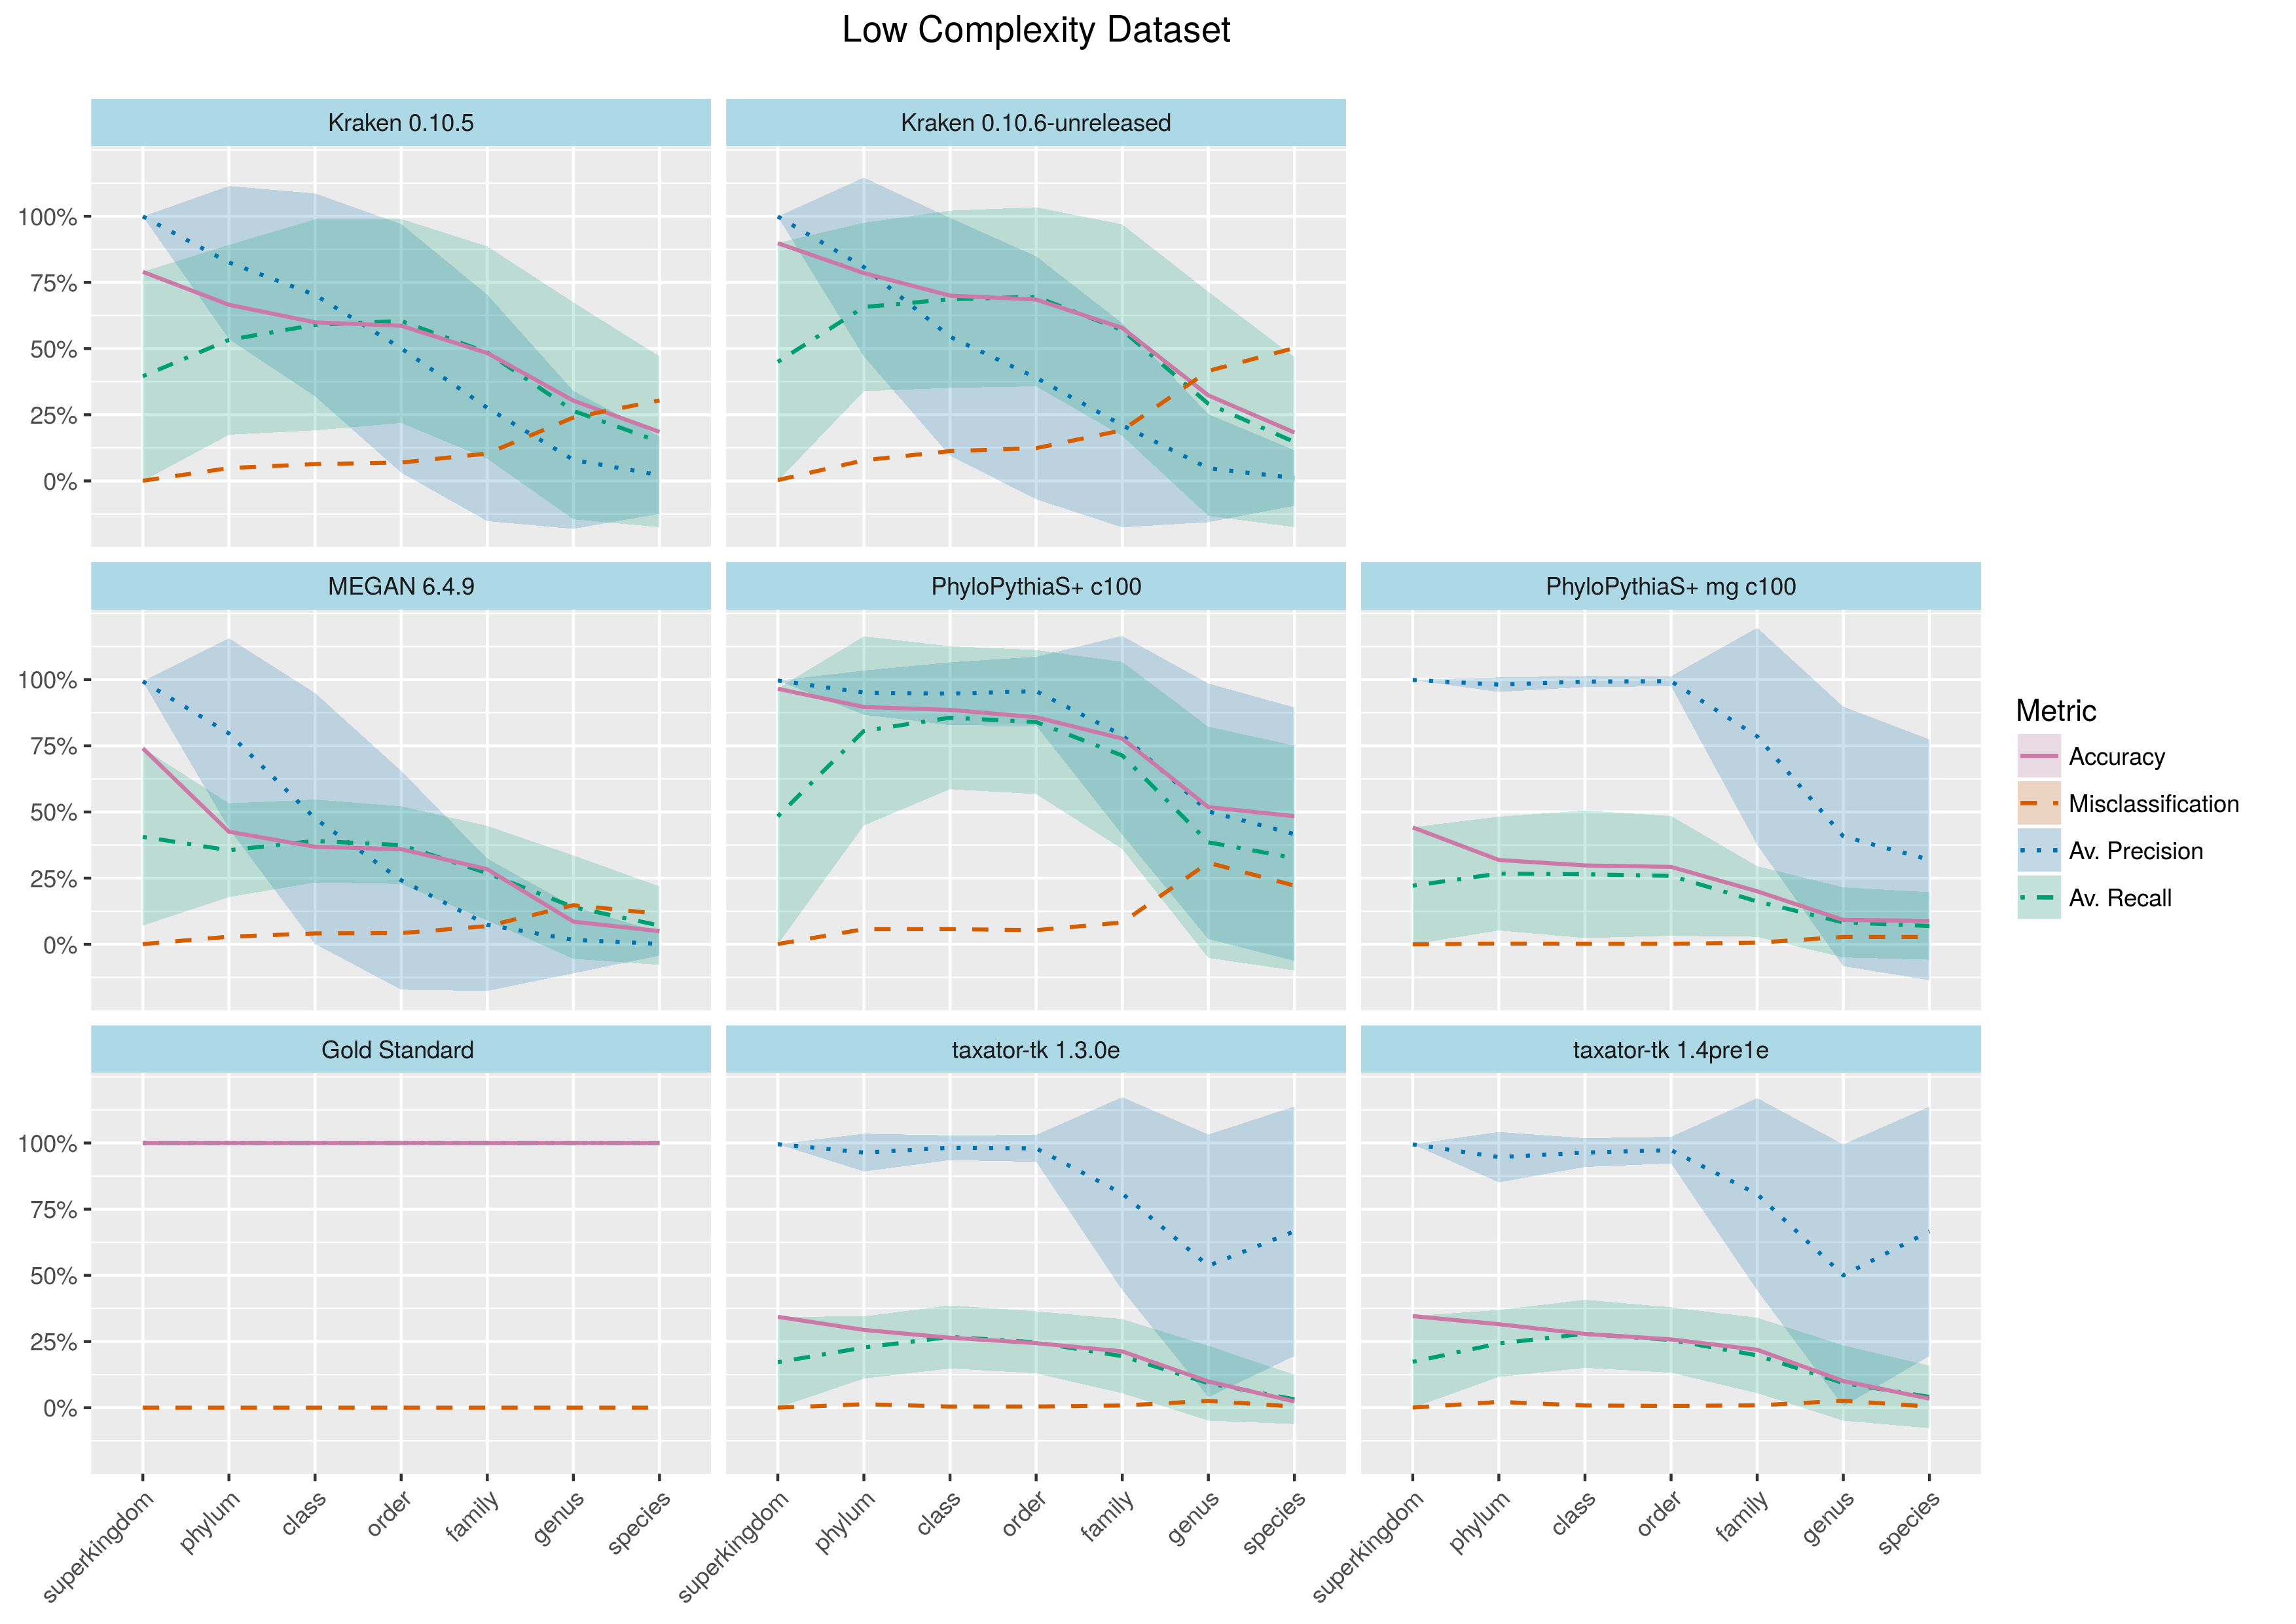 Low Complexity Dataset
Kraken 0.10.5
Kraken 0.10.6-unreleased
100%
75%
50%
25%
0%
MEGAN 6.4.9
PhyloPythiaS+ c100
PhyloPythiaS+ mg c100
100%
75%
50%
25%
0%
Metric
Accuracy
Misclassification
Av. Precision
Av. Recall
Gold Standard
taxator-tk 1.3.0e
taxator-tk 1.4pre1e
100%
75%
50%
25%
0%
superkingdom
phylum
class
order
family
genus
species
superkingdom
phylum
class
order
family
genus
species
superkingdom
phylum
class
order
family
genus
species